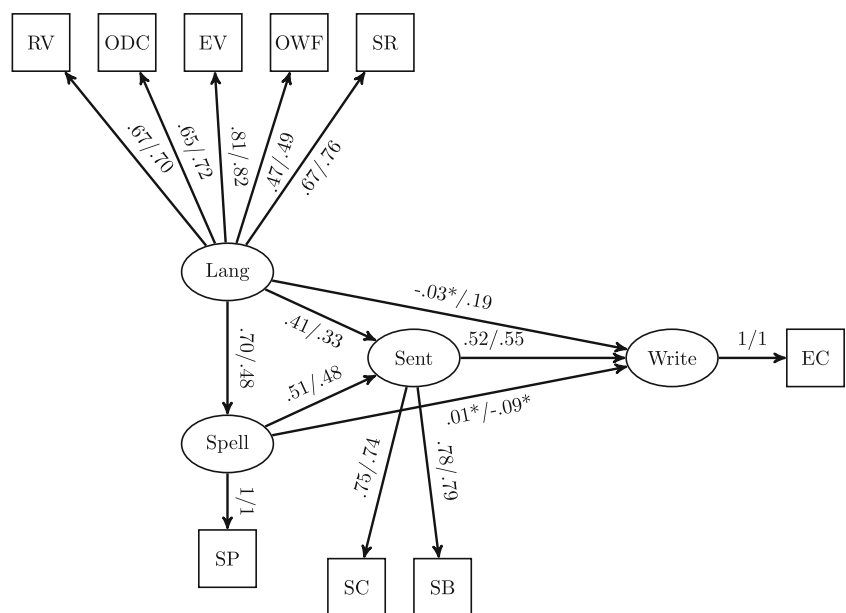 RV ODC EV OWF SR
.67/.70 .65/.72 .81/.82 .47/.49 .67/.76
Lang
-.03*/.19
.41/.33
.70/.48
Sent
.52/.55
Write
1/1
EC
.51/.48
.01*/-.09*
Spell
.75/.74
.78/.79
1/1
SP
SC SB